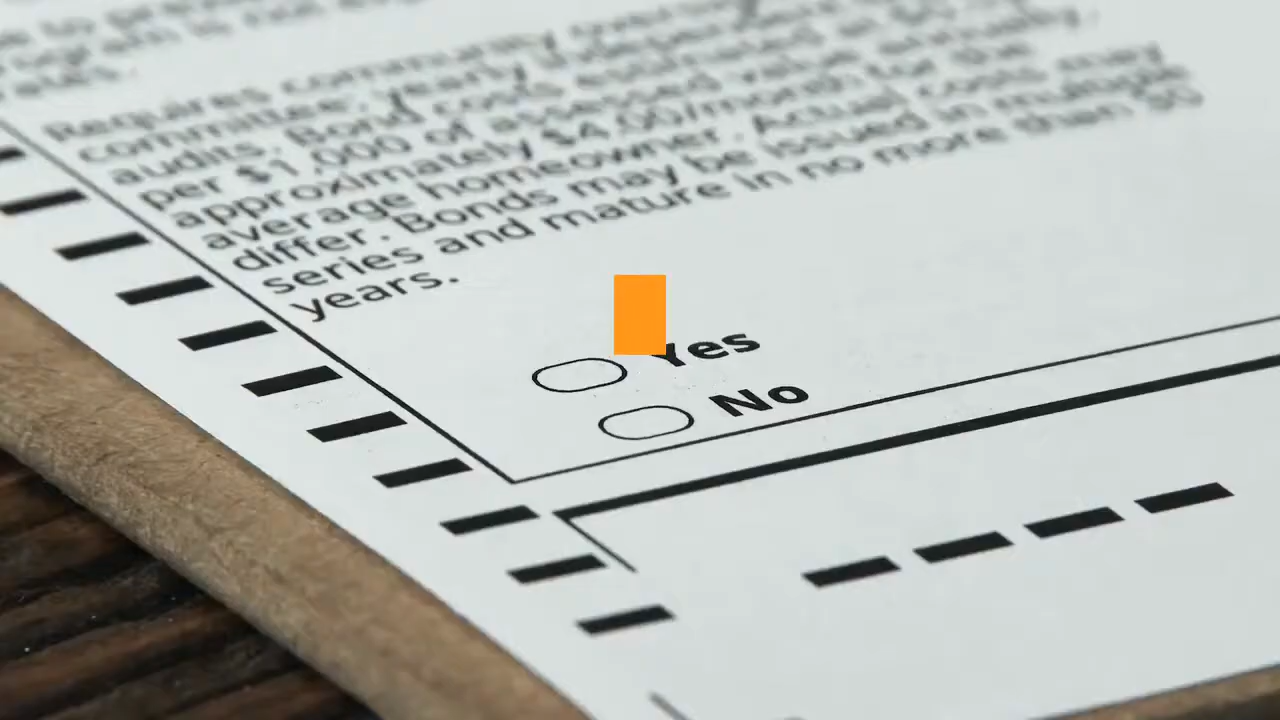 Requires community oversight
committee, yearly independent
audits. Bond costs estimated at
per $1,000 of assessed value annually,
approximately $4.00/month for the
average homeowner. Actual costs may
differ. Bonds may be issued in multiple
series and mature in no more than 30
years.
Yes
No